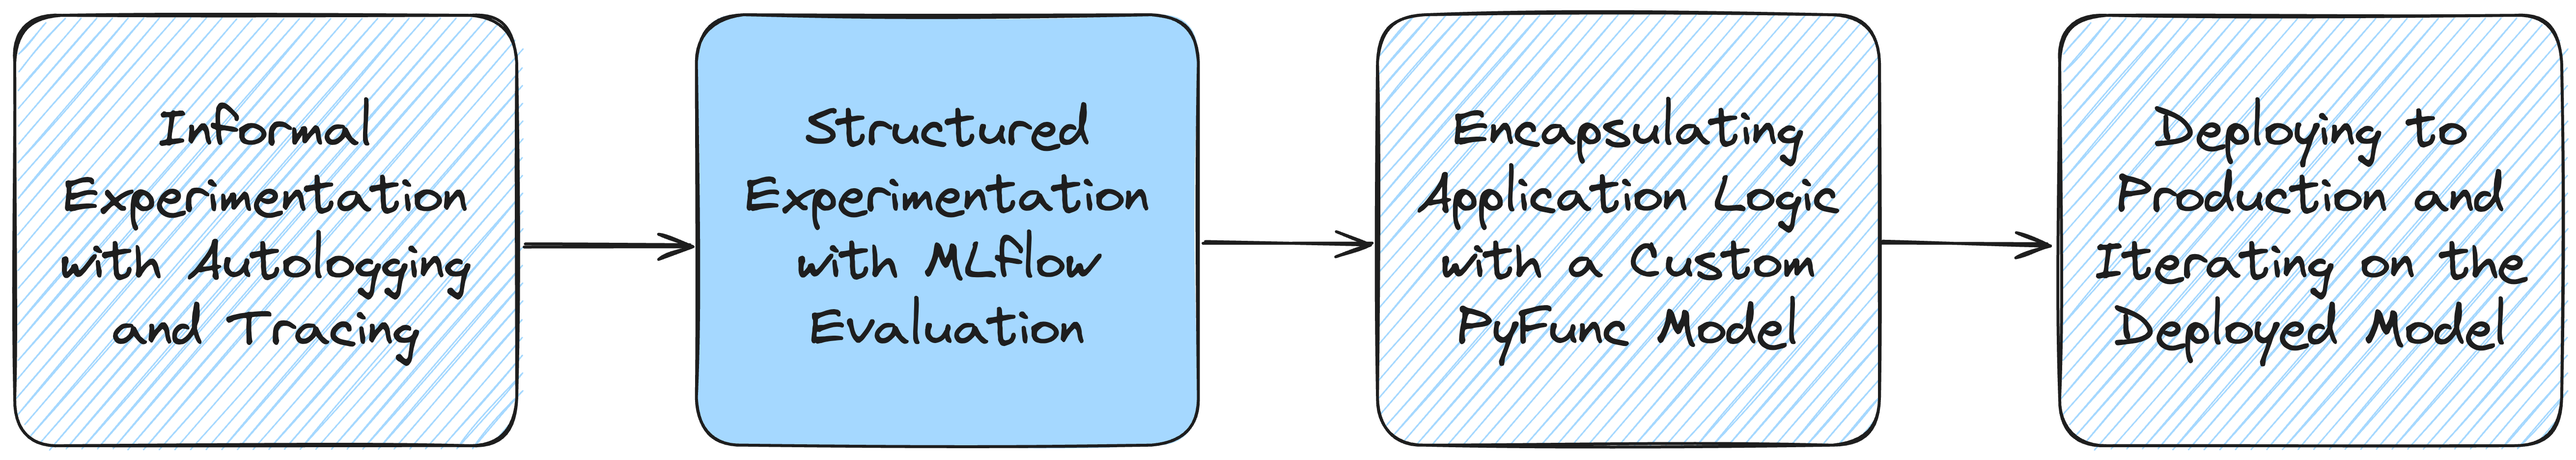 Informal
Experimentation
with Autologging
and Tracing
Structured
Experimentation
with MLflow
Evaluation
Encapsulating
Application Logic
with a Custom
PyFunc Model
Deploying to
Production and
Iterating on the
Deployed Model